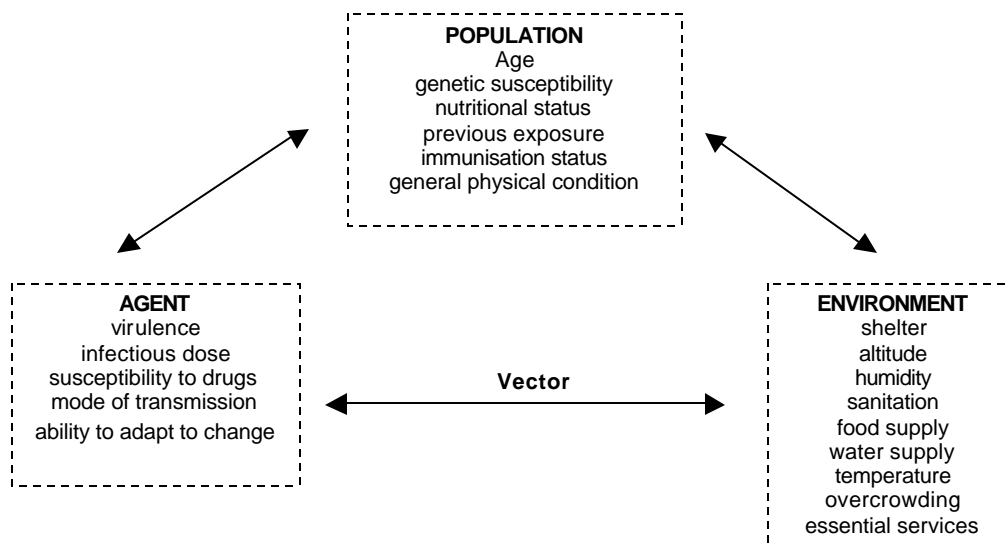 POPULATION
Age
genetic susceptibility
nutritional status
previous exposure
immunisation status
general physical condition
AGENT
virulence
infectious dose
susceptibility to drugs
mode of transmission
ability to adapt to change
Vector
ENVIRONMENT
shelter
altitude
humidity
sanitation
food supply
water supply
temperature
overcrowding
essential services